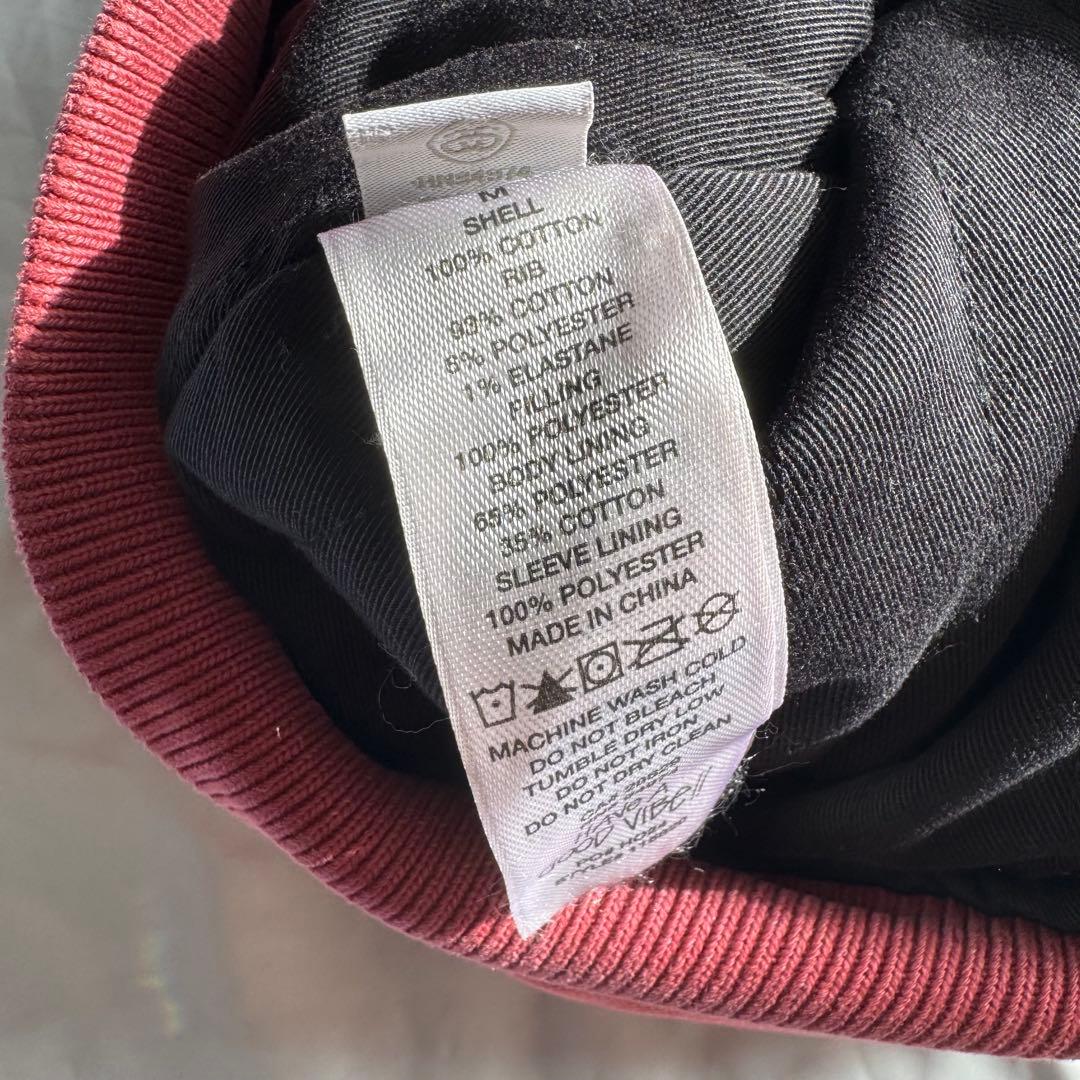 M
SHELL
100% COTTON
RIB
93% COTTON
6% POLYESTER
1% ELASTANE
FILLING
100% POLYESTER
BODY LINING
65% POLYESTER
35% COTTON
SLEEVE LINING
100% POLYESTER
MADE IN CHINA
MACHINE WASH COLD
DO NOT BLEACH
TUMBLE DRY LOW
DO NOT IRON
DO NOT DRY CLEAN